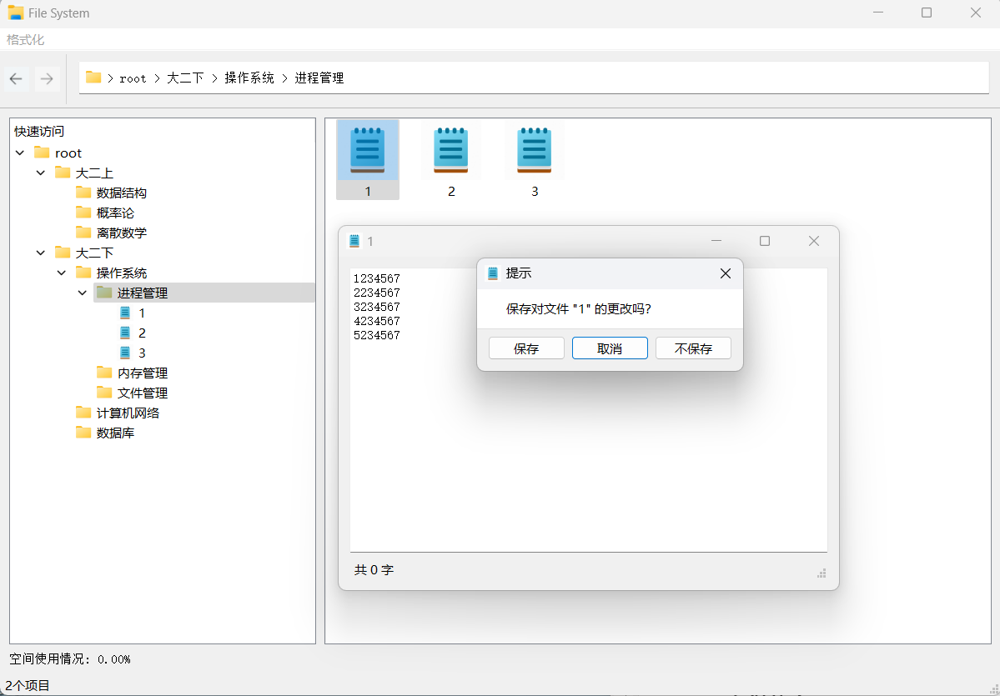 File System
格式化
root 大二下 操作系统 进程管理
快速访问
root
大二上
数据结构
概率论
离散数学
大二下
操作系统
进程管理
1
2
3
内存管理
文件管理
计算机网络
数据库
1 2 3
1
1234567
2234567
3234567
4234567
5234567
提示
保存对文件 "1" 的更改吗?
保存 取消 不保存
共 0 字
空间使用情况: 0.00%
2个项目